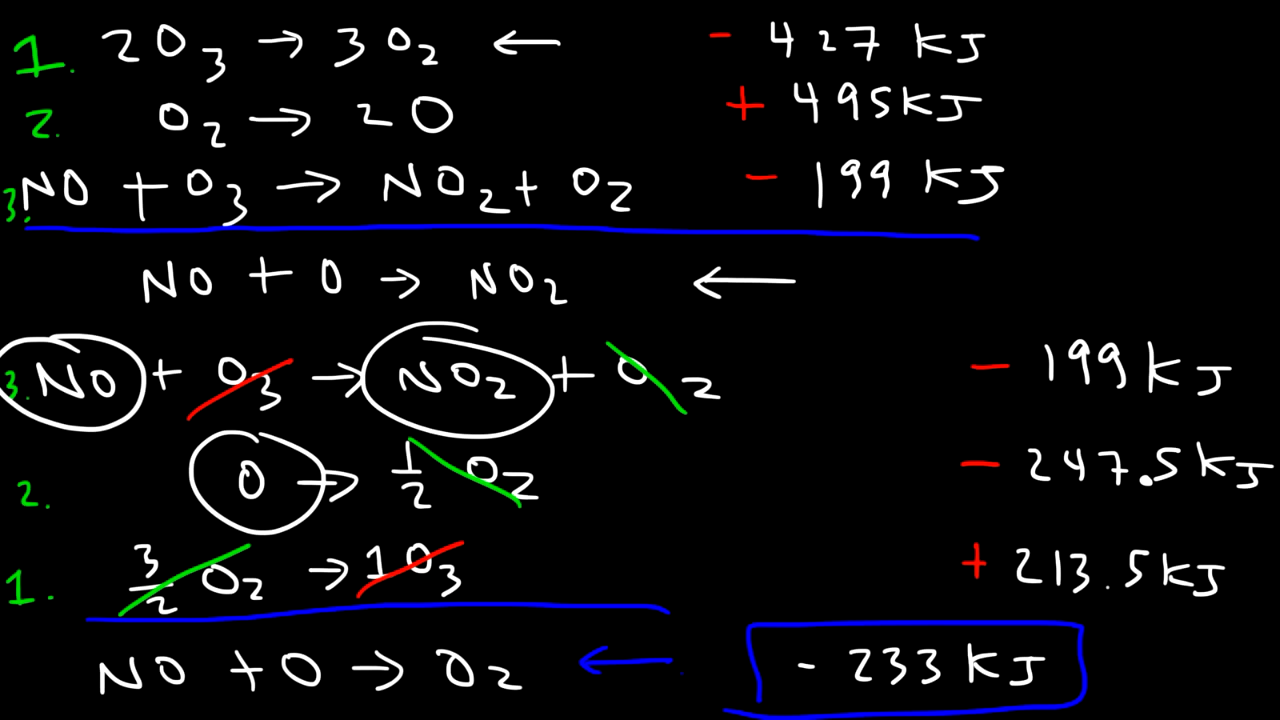 1. 2O₃ → 3O₂ ← - 427 KJ
2. O₂ → 2O + 495KJ
3. NO + O₃ → NO₂ + O₂ - 199 KJ
NO + O → NO₂ ←
3. NO + O₃ → NO₂ + O₂ - 199 KJ
2. O → 1/2 O₂ - 247.5 KJ
1. 3/2 O₂ → 1O₃ + 213.5 KJ
NO + O → O₂ ← - 233 KJ